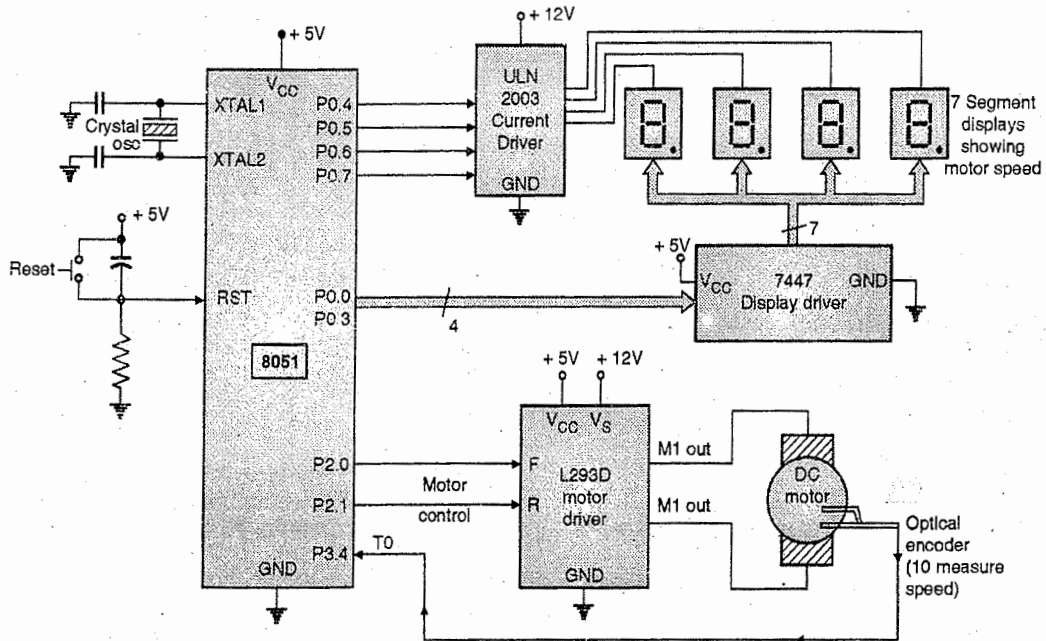 + 5V
+ 12V
V_CC
XTAL1
Crystal
osc
XTAL2
P0.4
P0.5
P0.6
P0.7
ULN
2003
Current
Driver
GND
7 Segment
displays
showing
motor speed
7
+ 5V
Reset
RST
P0.0
P0.3
4
+ 5V
V_CC
7447
Display driver
GND
8051
+ 5V
+ 12V
V_CC
V_S
P2.0
Motor
F
L293D
motor
driver
M1 out
P2.1
control
R
M1 out
DC
motor
P3.4
T0
GND
GND
Optical
encoder
(10 measure
speed)